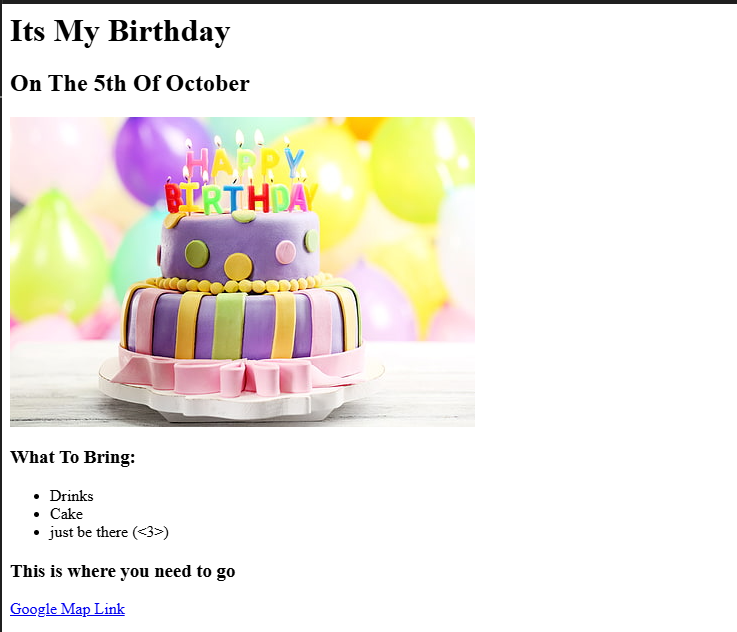 Its My Birthday
On The 5th Of October
HAPPY
BIRTHDAY
What To Bring:
Drinks
Cake
just be there (<3>)
This is where you need to go
Google Map Link